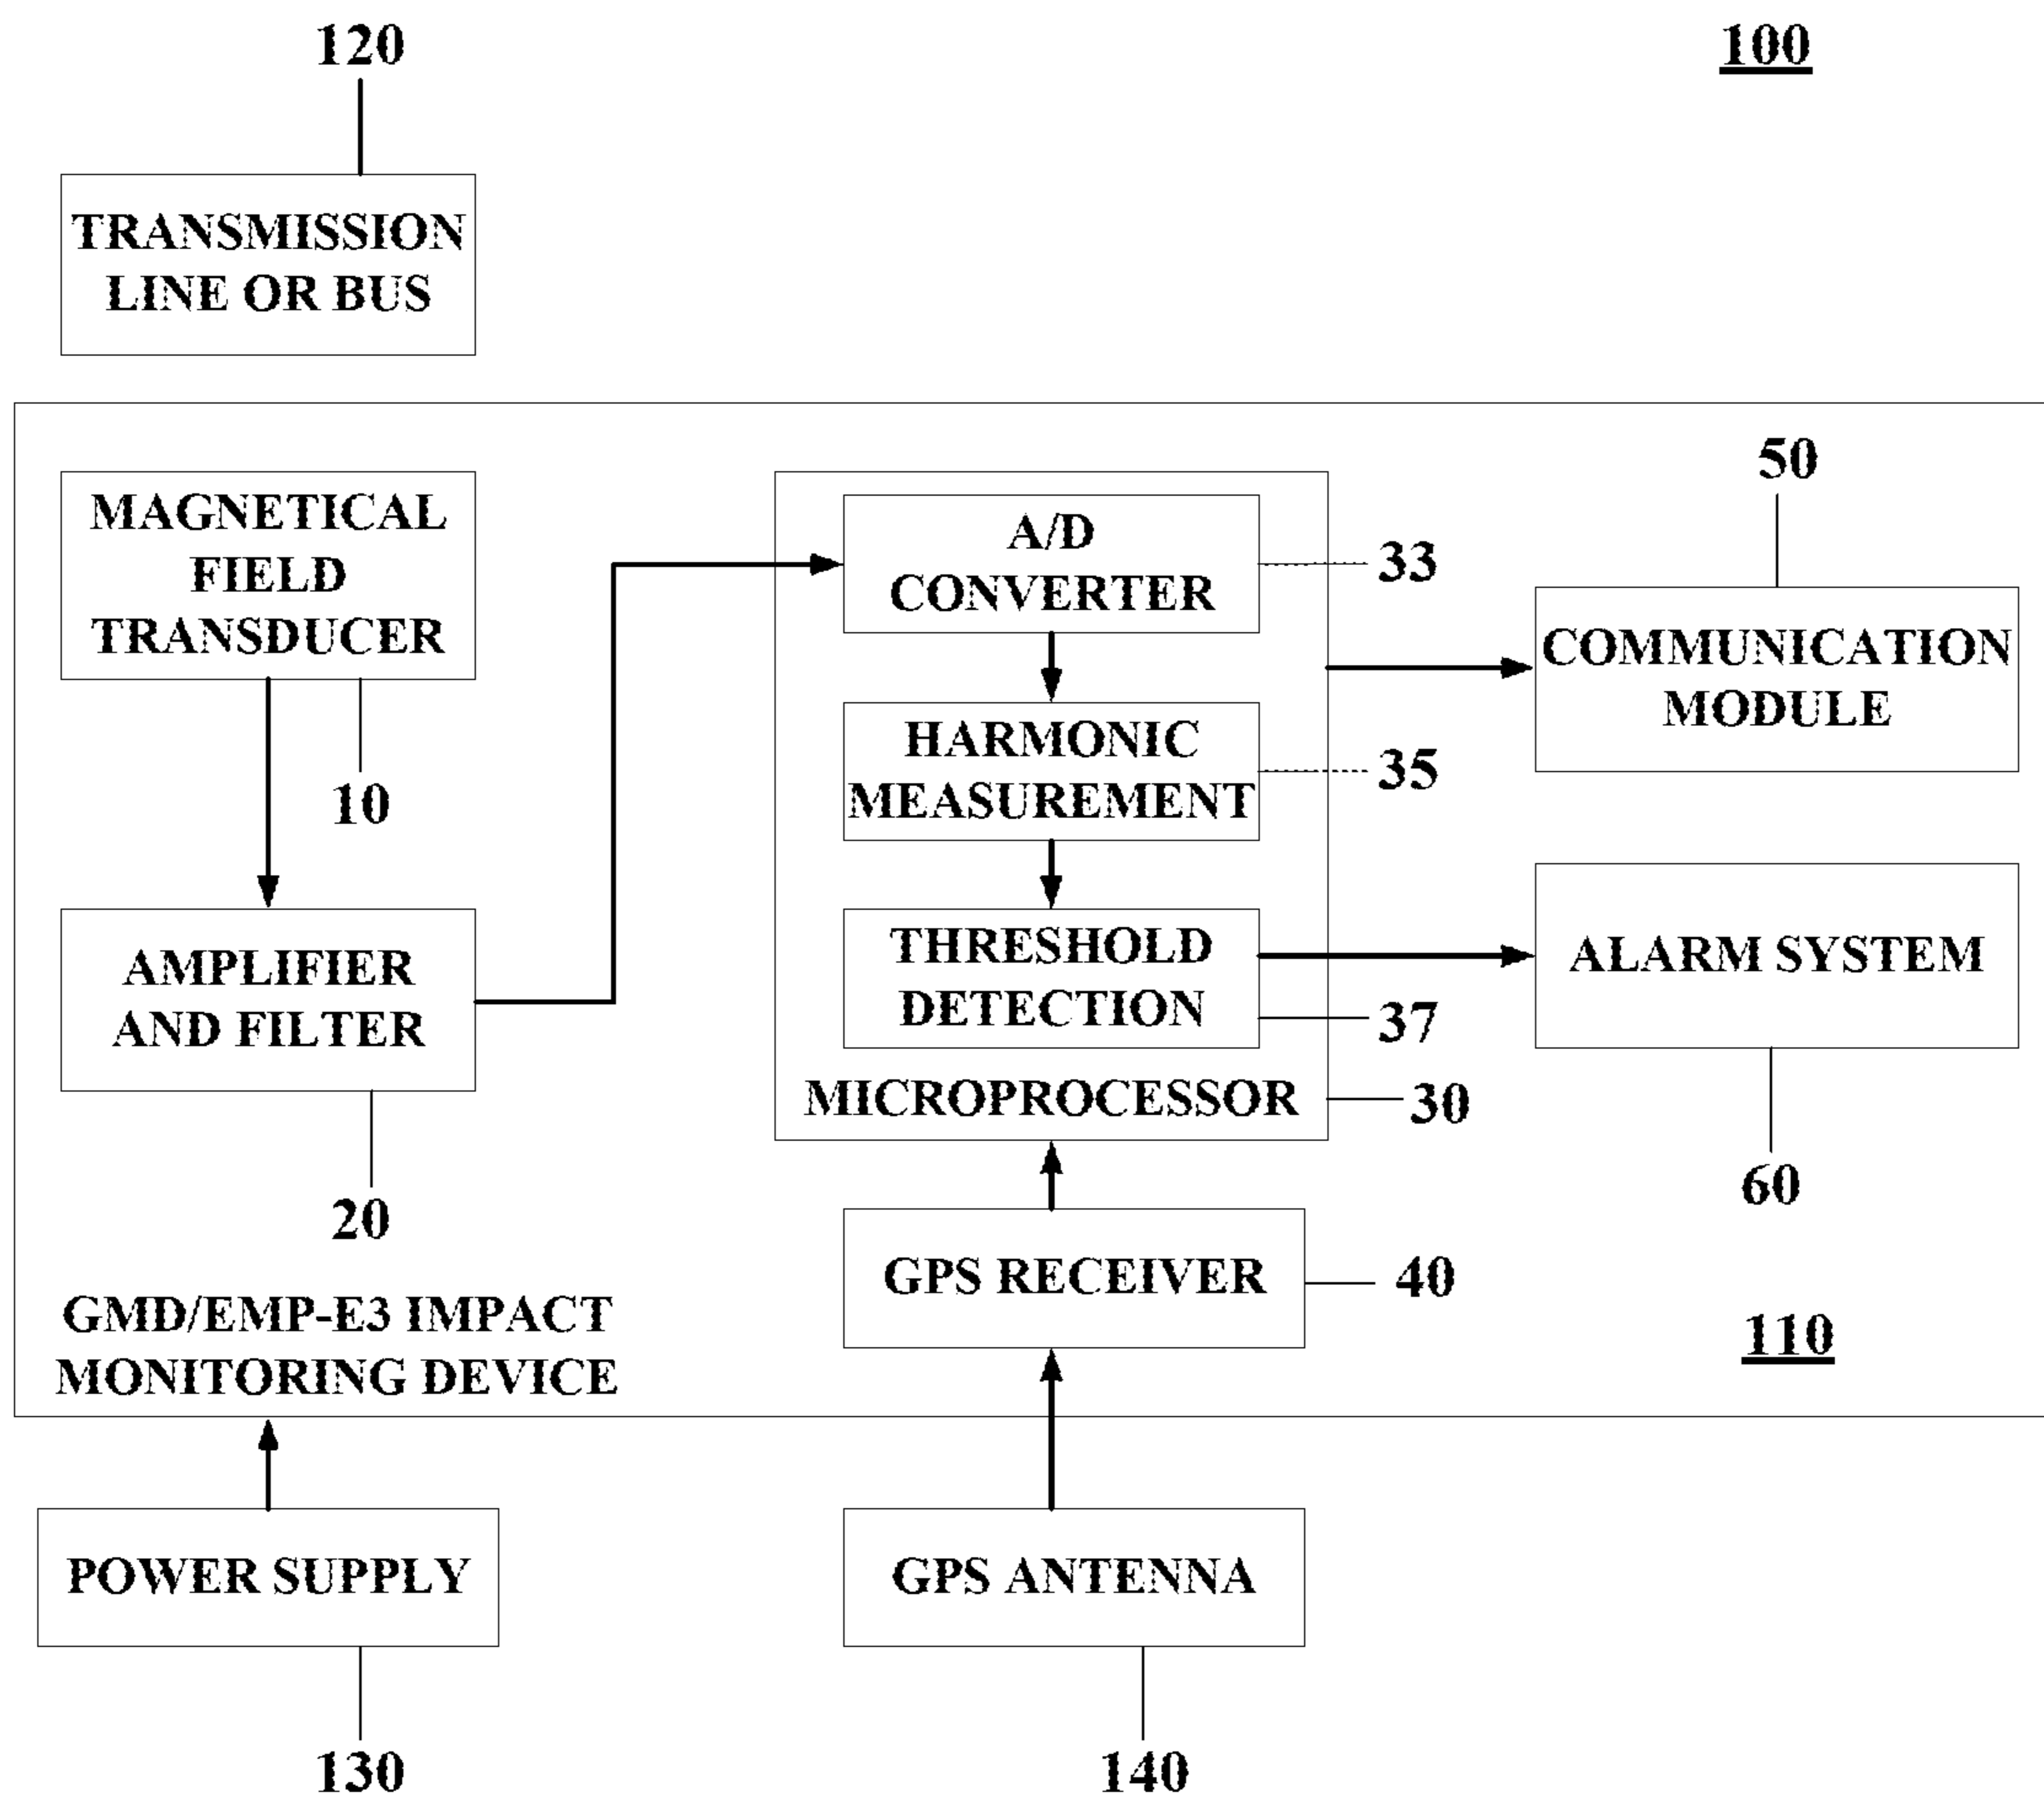 120
100
TRANSMISSION
LINE OR BUS
MAGNETICAL
FIELD
TRANSDUCER
10
AMPLIFIER
AND FILTER
20
A/D
CONVERTER
33
HARMONIC
MEASUREMENT
35
THRESHOLD
DETECTION
37
MICROPROCESSOR
30
50
COMMUNICATION
MODULE
ALARM SYSTEM
60
GPS RECEIVER
40
GMD/EMP-E3 IMPACT
MONITORING DEVICE
110
POWER SUPPLY
130
GPS ANTENNA
140